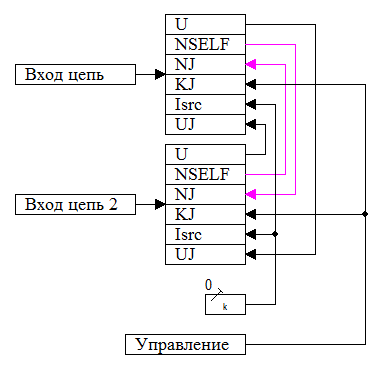 U
NSELF
Вход цепь
NJ
KJ
Isrc
UJ
U
NSELF
Вход цепь 2
NJ
KJ
Isrc
UJ
0
k
Управление